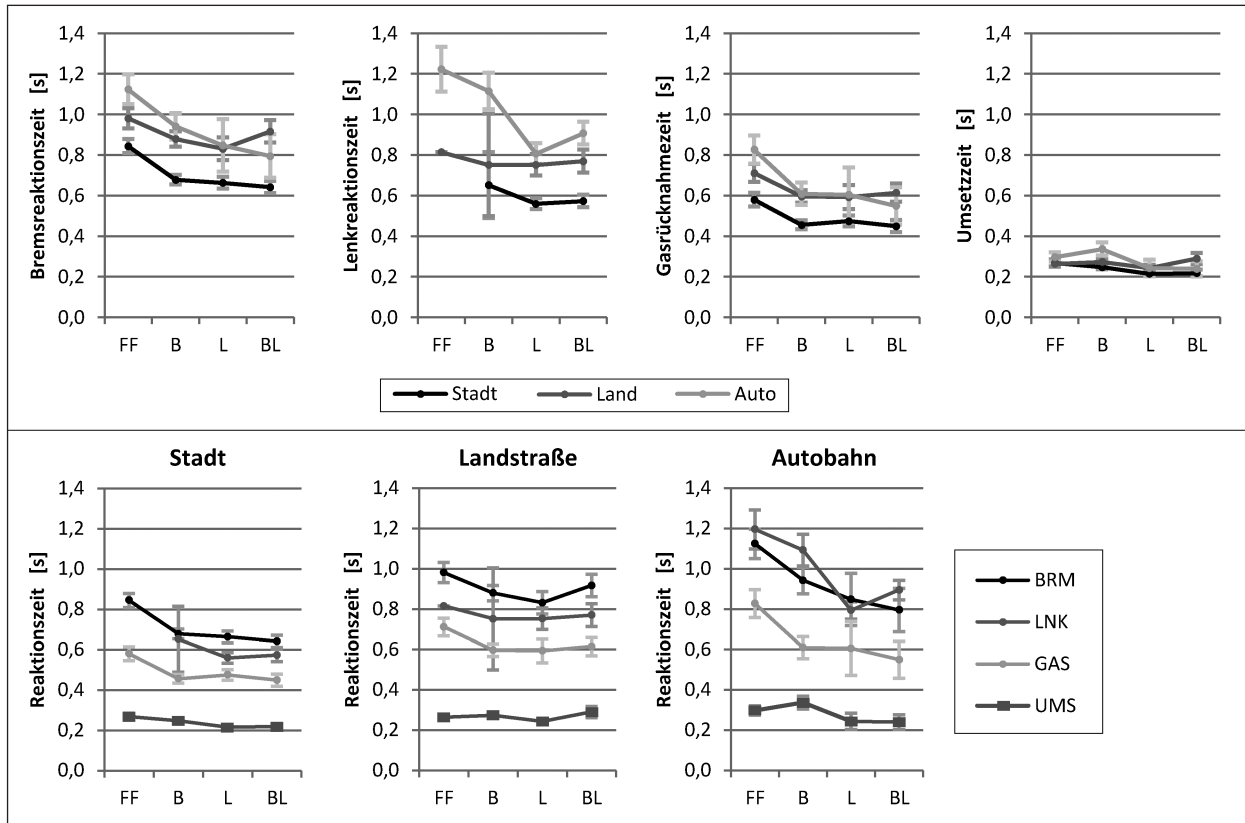 Bremsreaktionszeit [s]
1,4
1,2
1,0
0,8
0,6
0,4
0,2
0,0
FF B L BL
Lenkreaktionszeit [s]
1,4
1,2
1,0
0,8
0,6
0,4
0,2
0,0
FF B L BL
Gasrücknahmezeit [s]
1,4
1,2
1,0
0,8
0,6
0,4
0,2
0,0
FF B L BL
Umsetzzeit [s]
1,4
1,2
1,0
0,8
0,6
0,4
0,2
0,0
FF B L BL
Stadt Land Auto
Stadt
Reaktionszeit [s]
1,4
1,2
1,0
0,8
0,6
0,4
0,2
0,0
FF B L BL
Landstraße
Reaktionszeit [s]
1,4
1,2
1,0
0,8
0,6
0,4
0,2
0,0
FF B L BL
Autobahn
Reaktionszeit [s]
1,4
1,2
1,0
0,8
0,6
0,4
0,2
0,0
FF B L BL
BRM
LNK
GAS
UMS